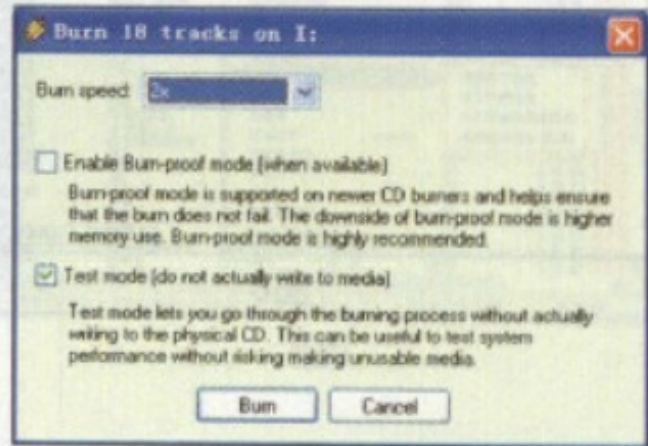 Burn 18 tracks on I:
Burn speed: 2x
Enable Burn-proof mode (when available)
Burn-proof mode is supported on newer CD burners and helps ensure
that the burn does not fail. The downside of burn-proof mode is higher
memory use. Burn-proof mode is highly recommended.
Test mode (do not actually write to media)
Test mode lets you go through the burning process without actually
writing to the physical CD. This can be useful to test system
performance without risking making unusable media.
Burn Cancel